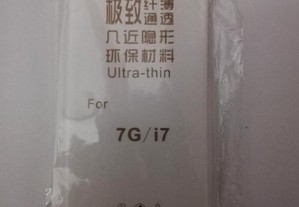 极致纤薄
通透
几近隐形
环保材料
Ultra-thin
For
7G/i7